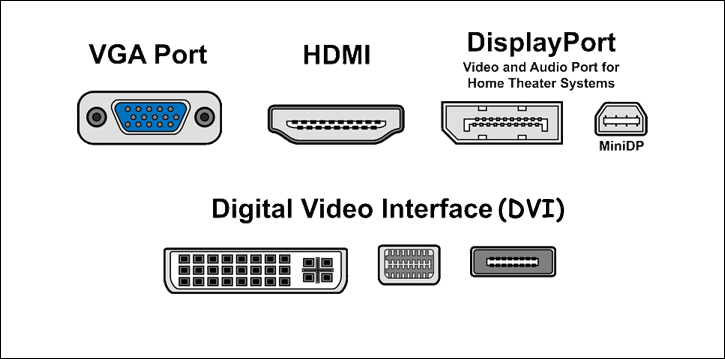 VGA Port
HDMI
DisplayPort
Video and Audio Port for
Home Theater Systems
MiniDP
Digital Video Interface (DVI)